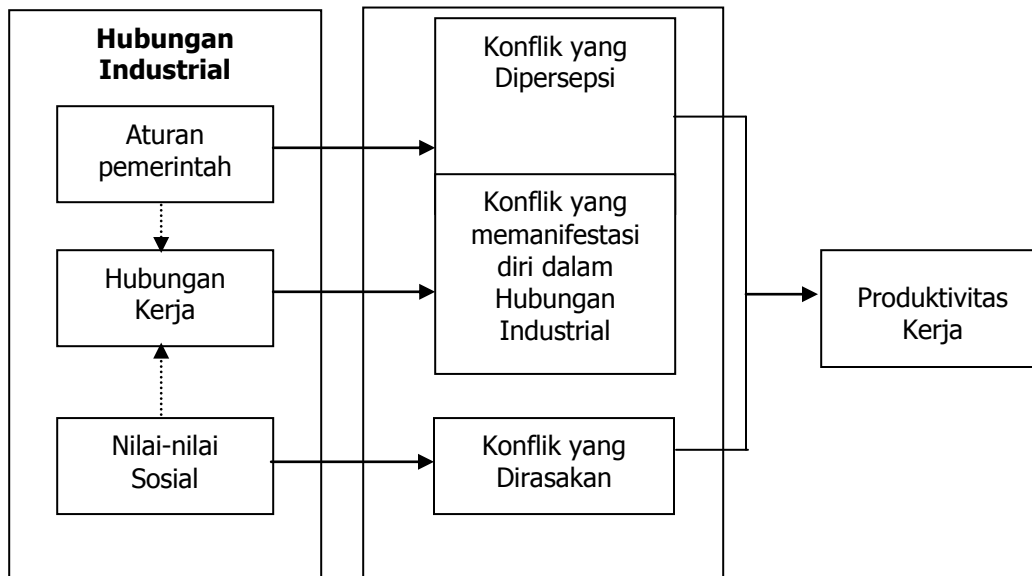 Hubungan
Industrial
Aturan
pemerintah
Hubungan
Kerja
Nilai-nilai
Sosial
Konflik yang
Dipersepsi
Konflik yang
memanifestasi
diri dalam
Hubungan
Industrial
Konflik yang
Dirasakan
Produktivitas
Kerja